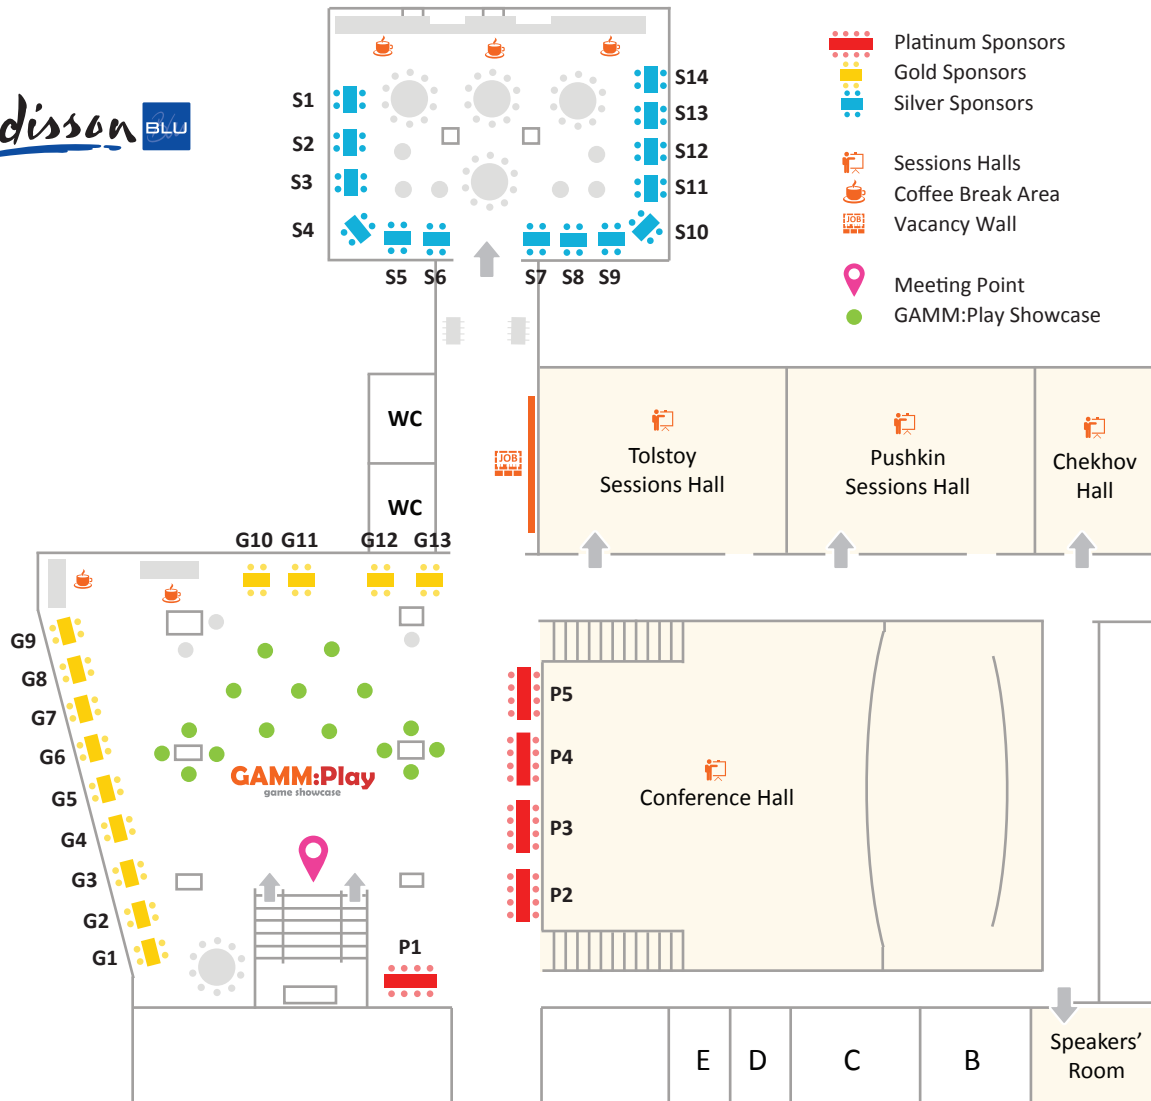 disson BLU
Platinum Sponsors
Gold Sponsors
Silver Sponsors
Sessions Halls
Coffee Break Area
JOB Vacancy Wall
Meeting Point
GAMM:Play Showcase
S1
S2
S3
S4
S5
S6
S7
S8
S9
S10
S11
S12
S13
S14
WC
WC
JOB
Tolstoy
Sessions Hall
Pushkin
Sessions Hall
Chekhov
Hall
G10
G11
G12
G13
G9
G8
G7
G6
G5
G4
G3
G2
G1
GAMM:Play
game showcase
P5
P4
P3
P2
P1
Conference Hall
E
D
C
B
Speakers'
Room